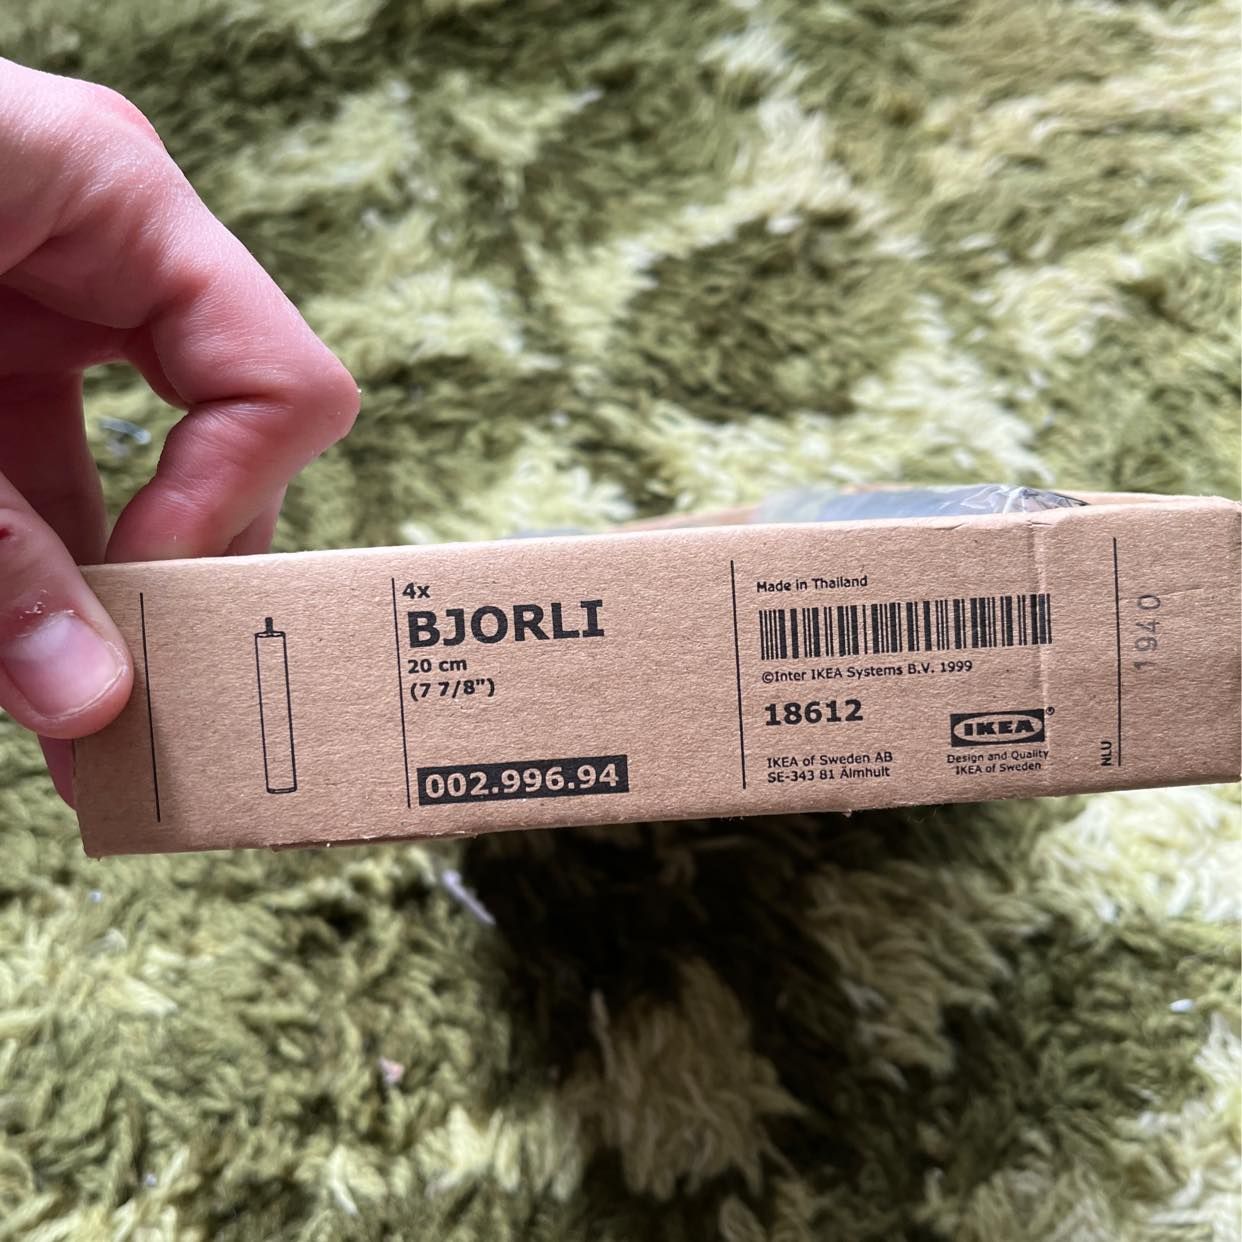 4x
BJORLI
20 cm
(7 7/8")
002.996.94
Made in Thailand
©Inter IKEA Systems B.V. 1999
18612
IKEA of Sweden AB
SE-343 81 Älmhult
IKEA®
Design and Quality
IKEA of Sweden
NLU
1940